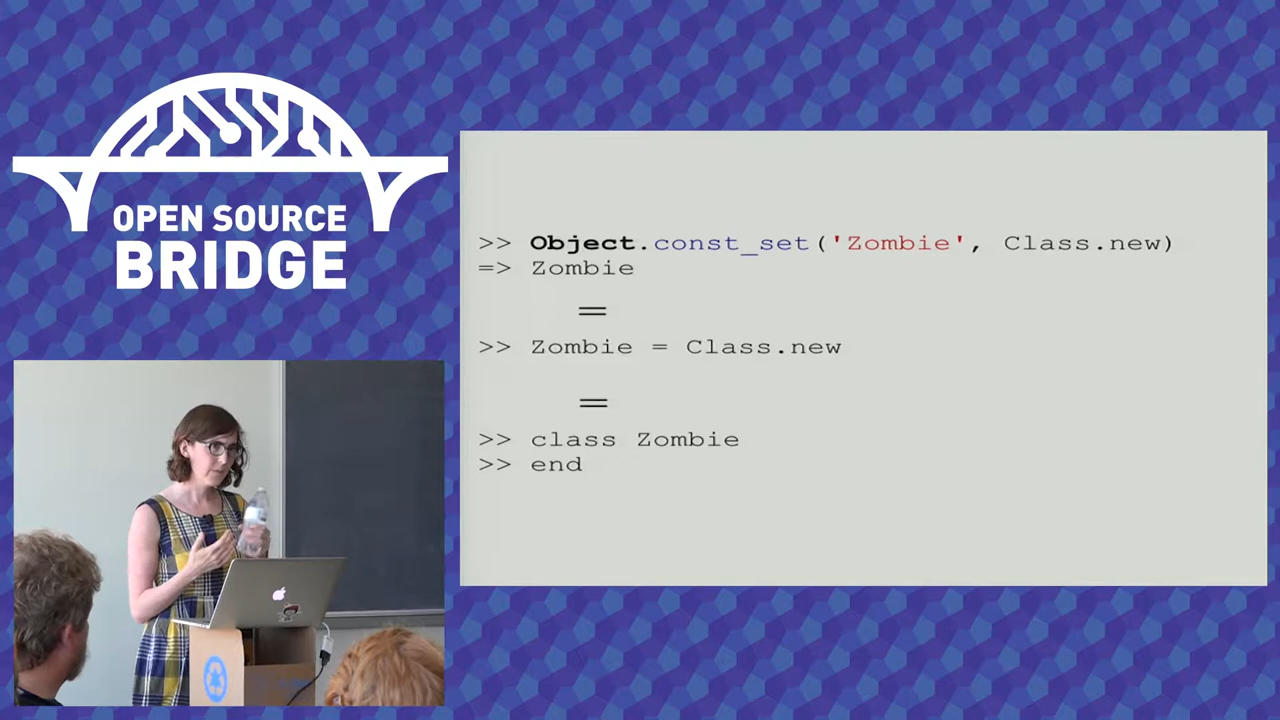 OPEN SOURCE
BRIDGE
>> Object.const_set('Zombie', Class.new)
=> Zombie
=
>> Zombie = Class.new
=
>> class Zombie
>> end